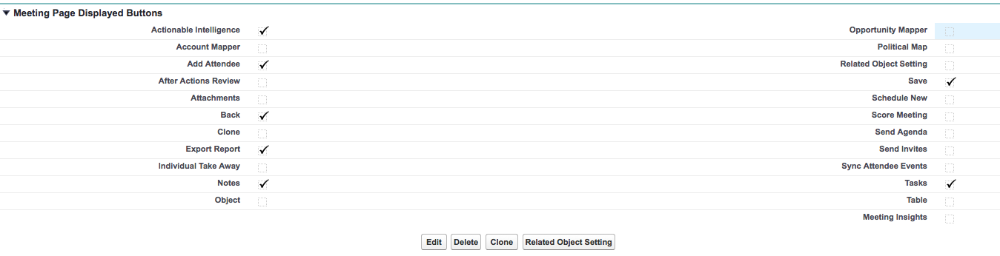 Meeting Page Displayed Buttons
Actionable Intelligence
Opportunity Mapper
Account Mapper
Political Map
Add Attendee
Related Object Setting
After Actions Review
Save
Attachments
Schedule New
Back
Score Meeting
Clone
Send Agenda
Export Report
Send Invites
Individual Take Away
Sync Attendee Events
Notes
Tasks
Object
Table
Meeting Insights
Edit Delete Clone Related Object Setting